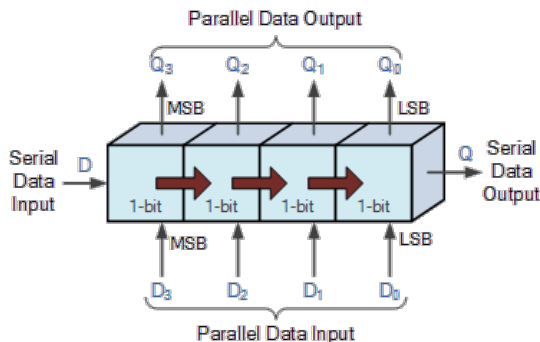 Parallel Data Output
Q3 Q2 Q1 Q0
MSB LSB
Serial Data Input D
1-bit 1-bit 1-bit 1-bit
Q Serial Data Output
MSB LSB
D3 D2 D1 D0
Parallel Data Input